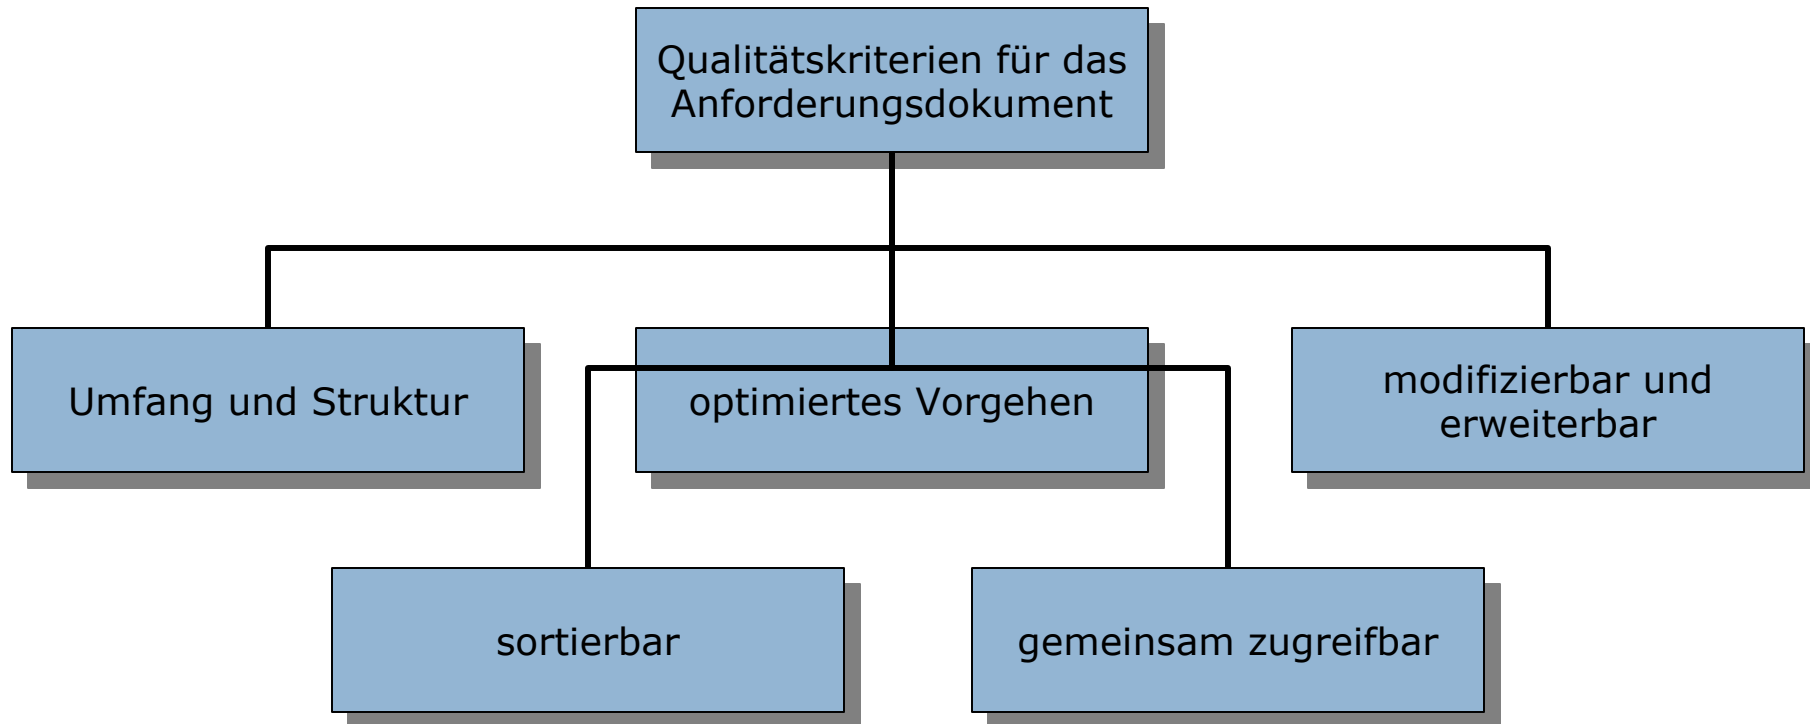 Qualitätskriterien für das
Anforderungsdokument
Umfang und Struktur
optimiertes Vorgehen
modifizierbar und
erweiterbar
sortierbar
gemeinsam zugreifbar